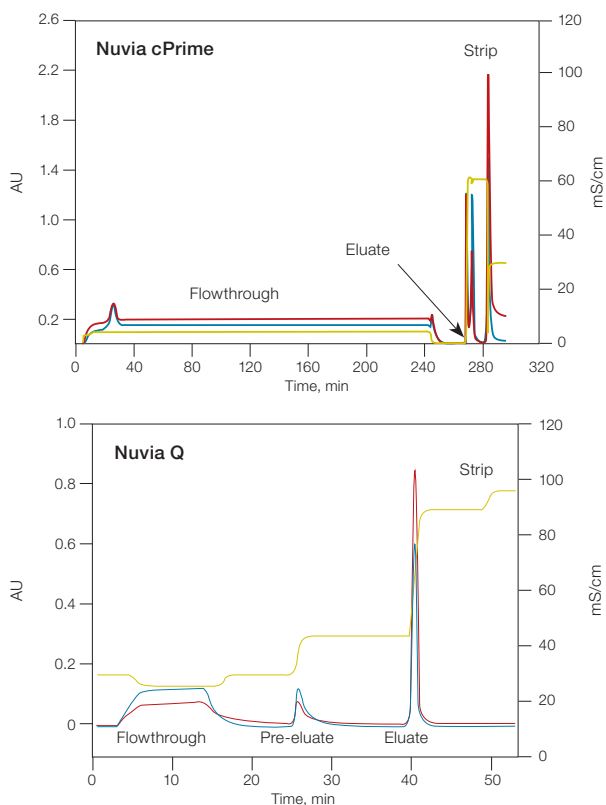 Nuvia cPrime
Strip
2.6
2.2
1.8
1.4
1.0
0.6
0.2
AU
120
100
80
60
40
20
0
mS/cm
Eluate
Flowthrough
0 40 80 120 160 200 240 280 320
Time, min
Nuvia Q
Strip
1.0
0.8
0.6
0.4
0.2
0
AU
120
100
80
60
40
20
0
mS/cm
Flowthrough Pre-eluate Eluate
0 10 20 30 40 50
Time, min